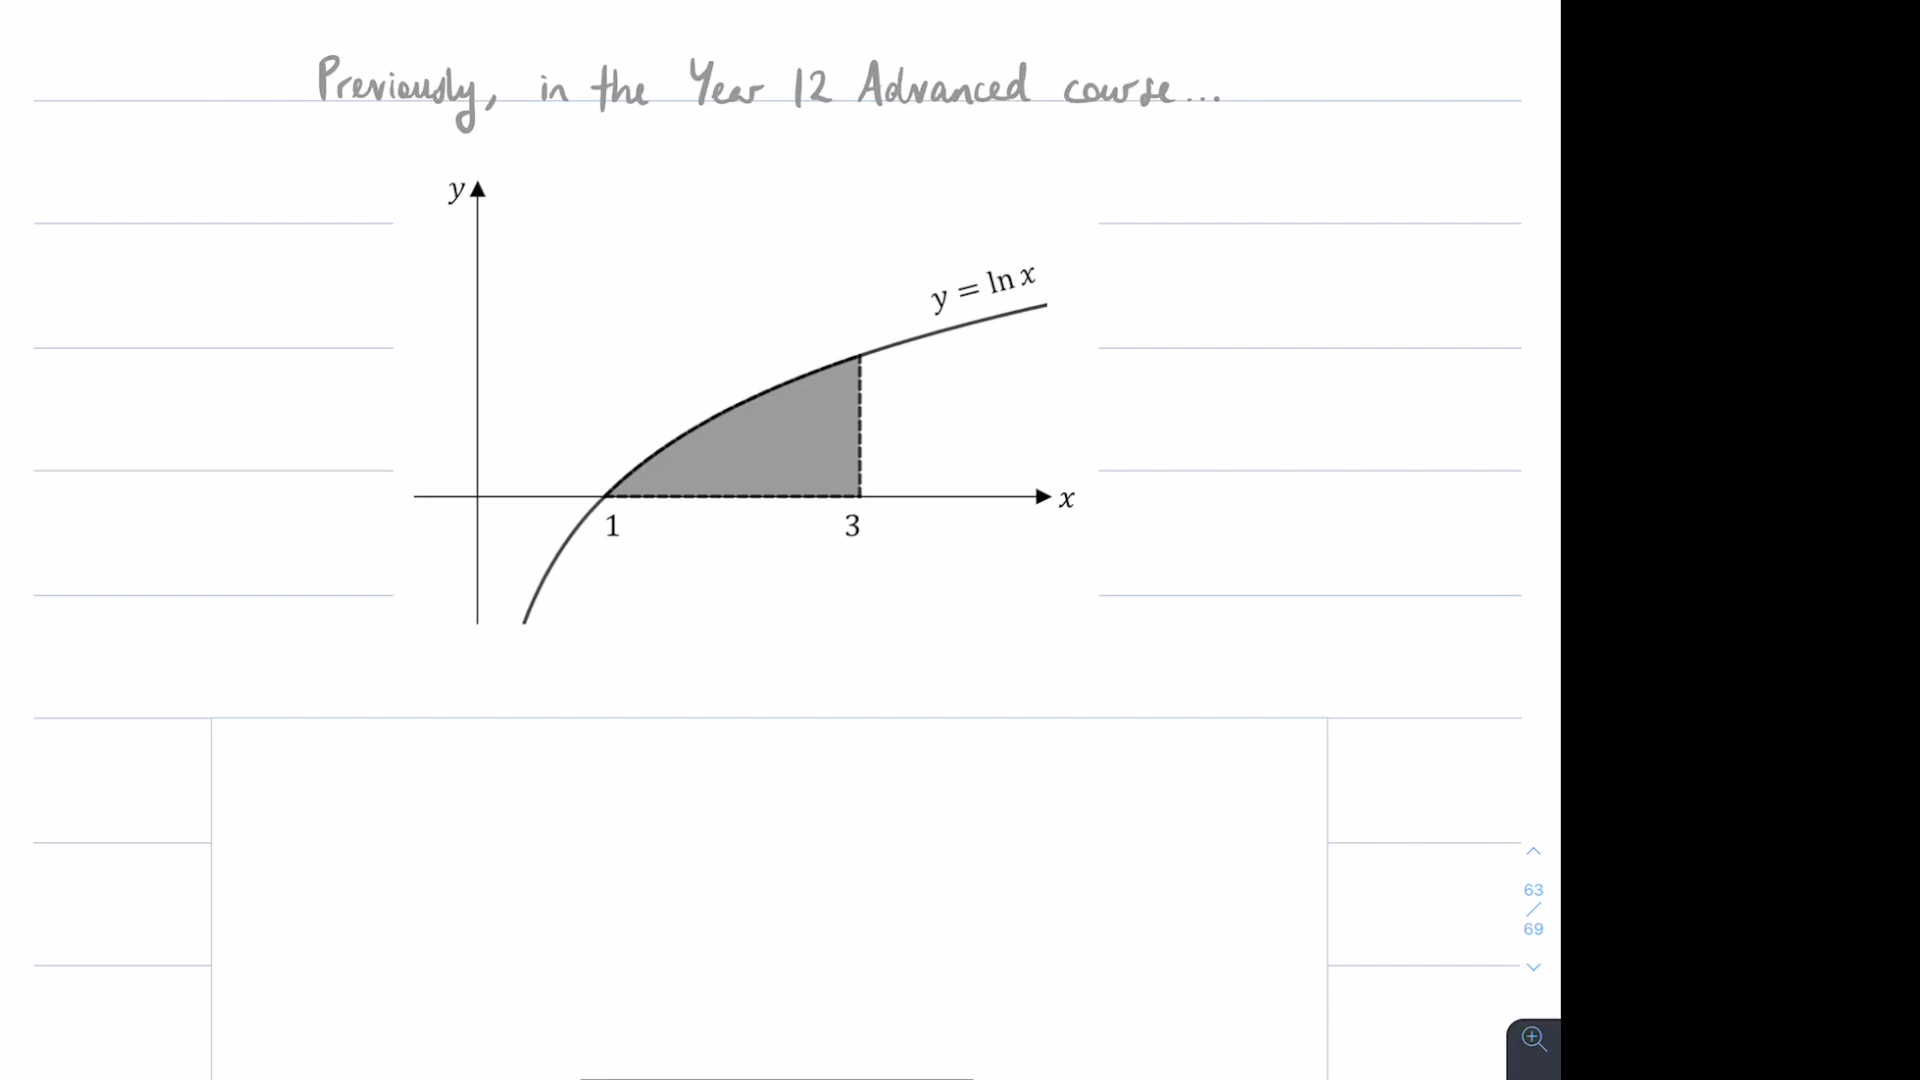 Previously, in the Year 12 Advanced course...
y
y = ln x
x
1
3
63
69